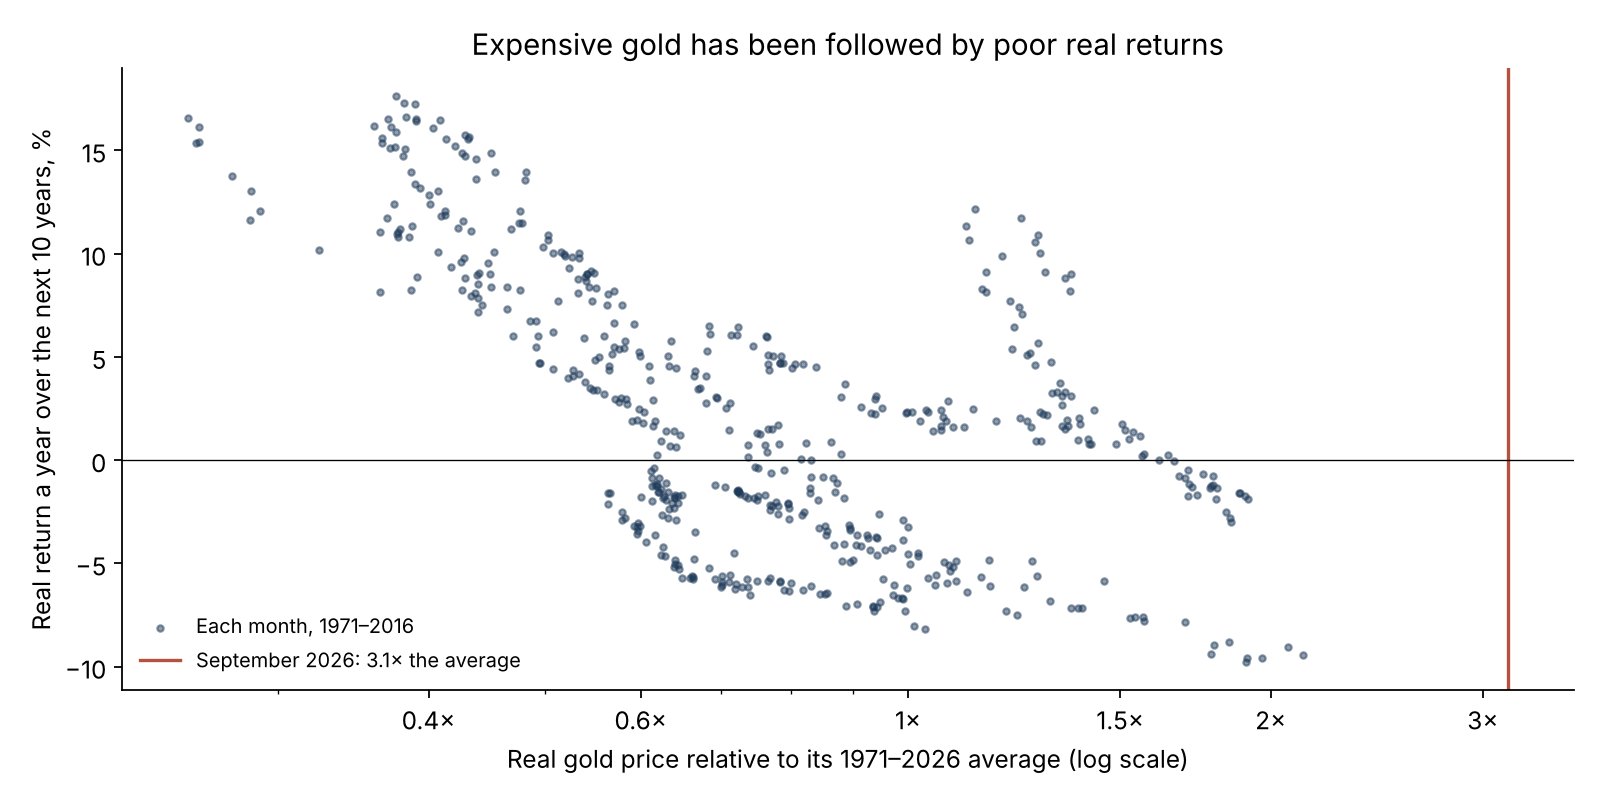 Expensive gold has been followed by poor real returns
Real return a year over the next 10 years, %
15
10
5
0
−5
−10
Each month, 1971–2016
September 2026: 3.1× the average
0.4×
0.6×
1×
1.5×
2×
3×
Real gold price relative to its 1971–2026 average (log scale)